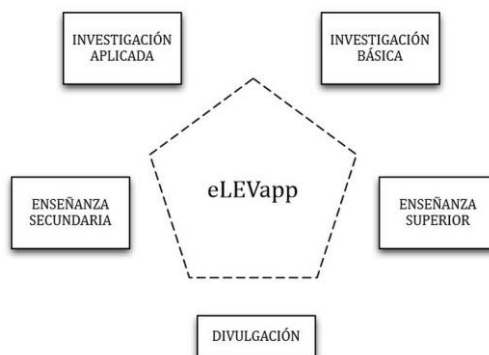 INVESTIGACIÓN
APLICADA
INVESTIGACIÓN
BÁSICA
eLEVapp
ENSEÑANZA
SECUNDARIA
ENSEÑANZA
SUPERIOR
DIVULGACIÓN